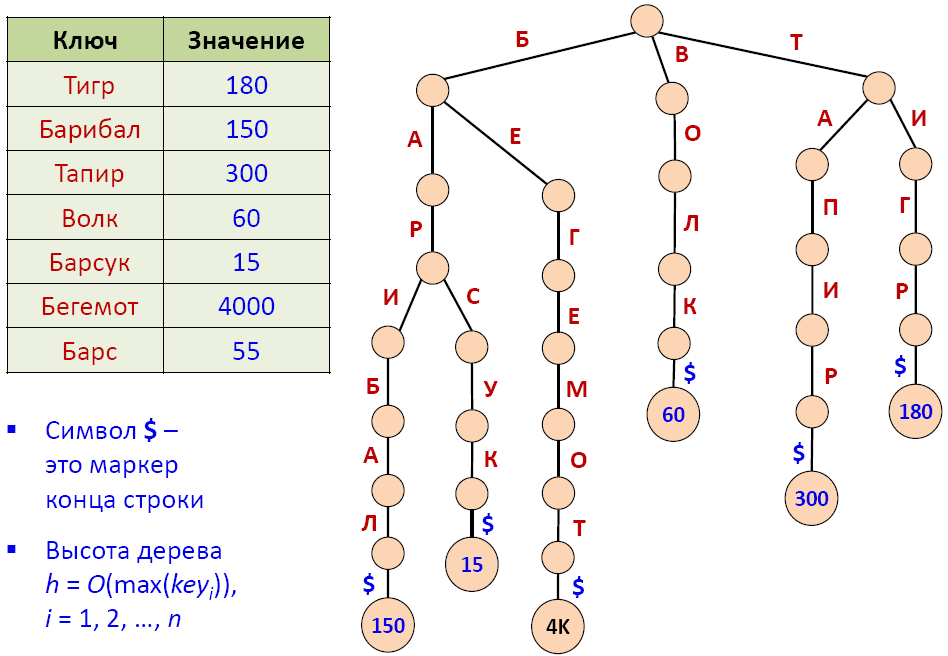 Ключ Значение
Тигр 180
Барибал 150
Тапир 300
Волк 60
Барсук 15
Бегемот 4000
Барс 55
▪ Символ $ –
это маркер
конца строки
▪ Высота дерева
h = O(max(keyᵢ)),
i = 1, 2, ..., n
Б В Т
А Е О А И
Р Г Л П Г
И С Е К И Р
Б У М $ Р $
А К О 60 $ 180
Л $ Т 300
$ 15 $
150 4K